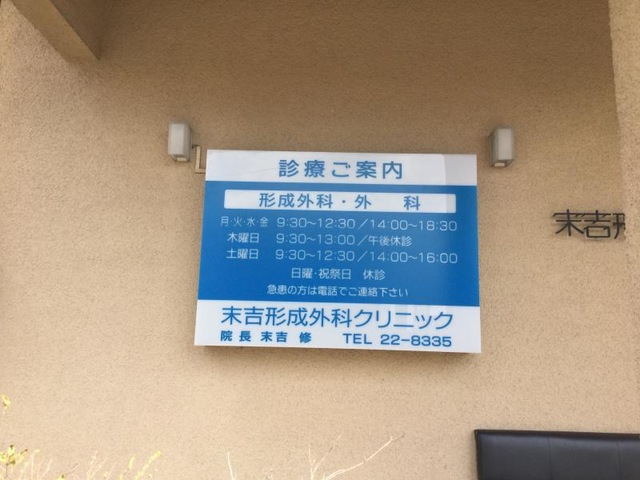 診療ご案内
形成外科・外　科
月・火・水・金 9:30〜12:30／14:00〜18:30
木曜日 9:30〜13:00／午後休診
土曜日 9:30〜12:30／14:00〜16:00
日曜・祝祭日 休診
急患の方は電話でご連絡下さい
末吉形成外科クリニック
院長 末吉 修 TEL 22-8335
末吉形